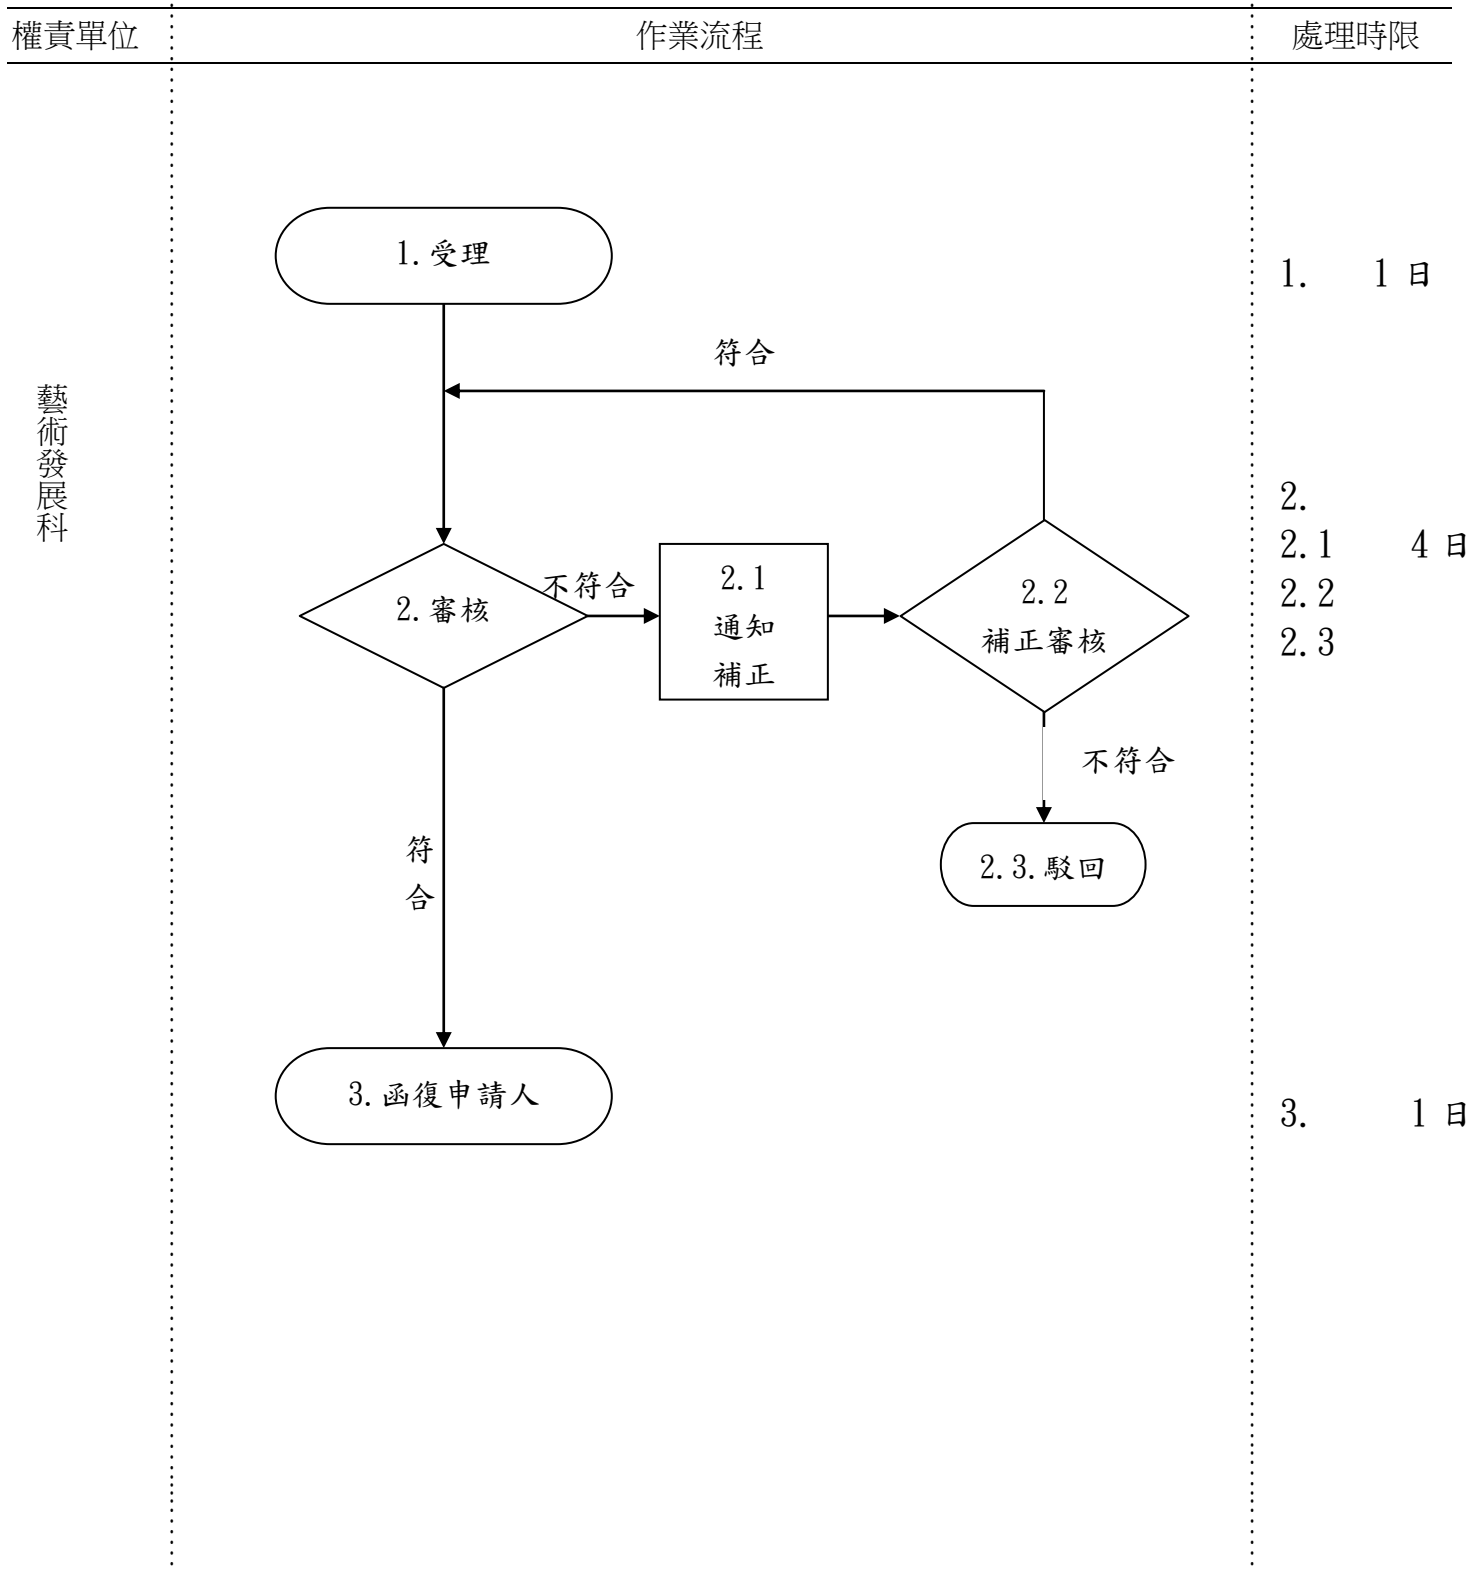 權責單位
作業流程
處理時限
藝術發展科
1.受理
1. 1日
符合
2.審核
不符合
2.1
通知
補正
2.2
補正審核
2.
2.1 4日
2.2
2.3
不符合
2.3.駁回
符
合
3.函復申請人
3. 1日